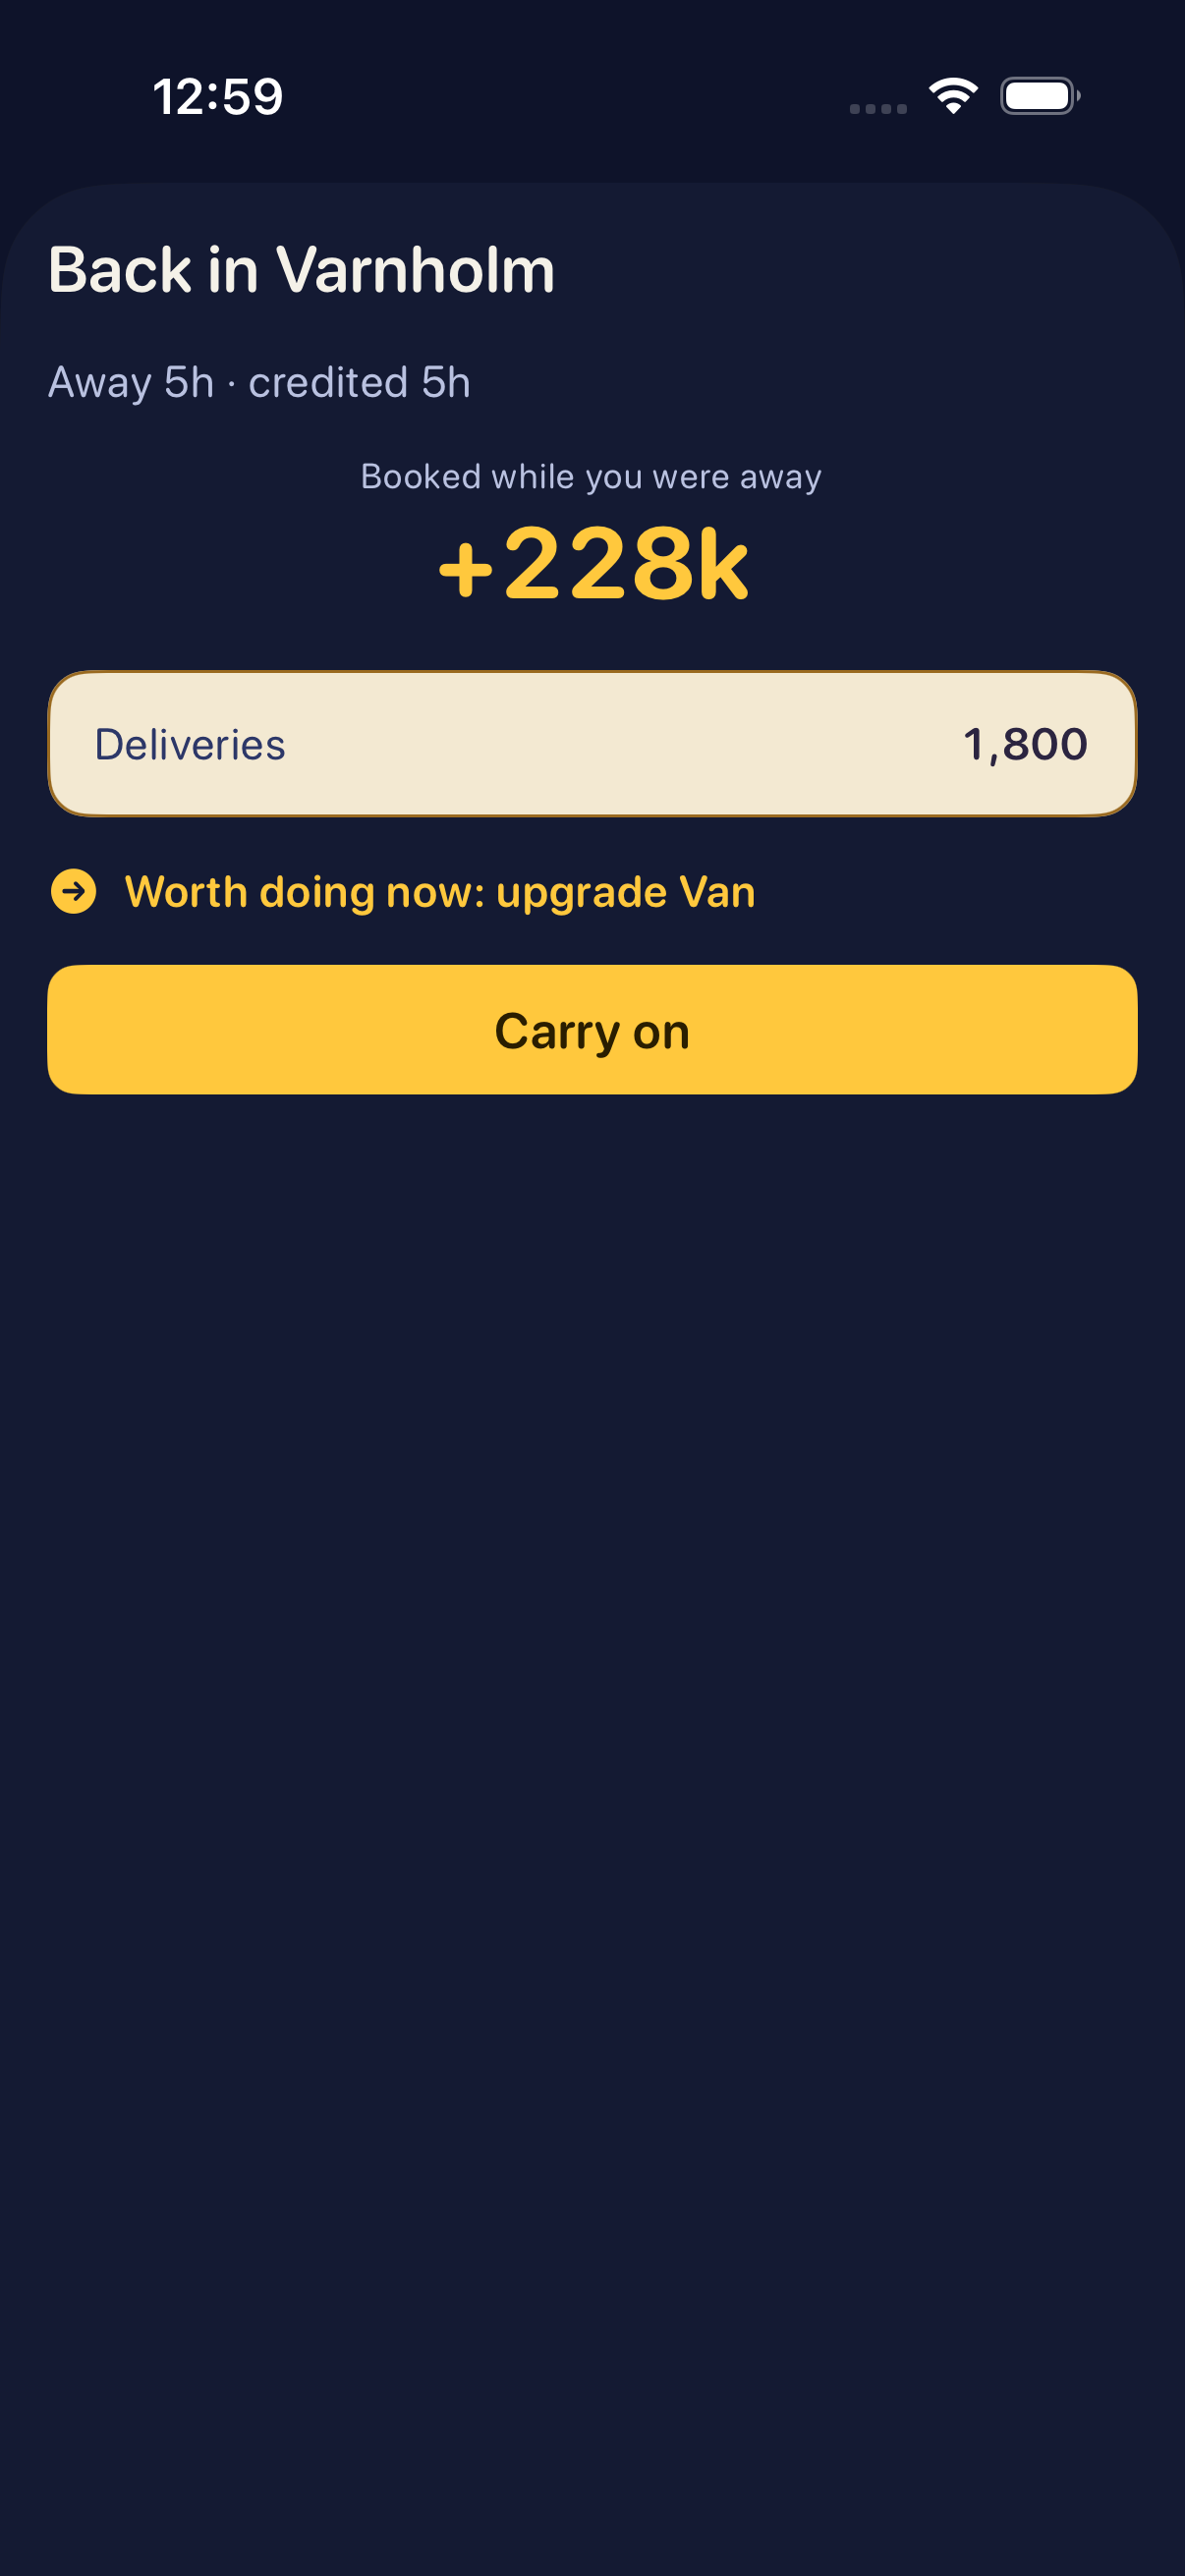 12:59
Back in Varnholm
Away 5h · credited 5h
Booked while you were away
+228k
Deliveries 1,800
Worth doing now: upgrade Van
Carry on